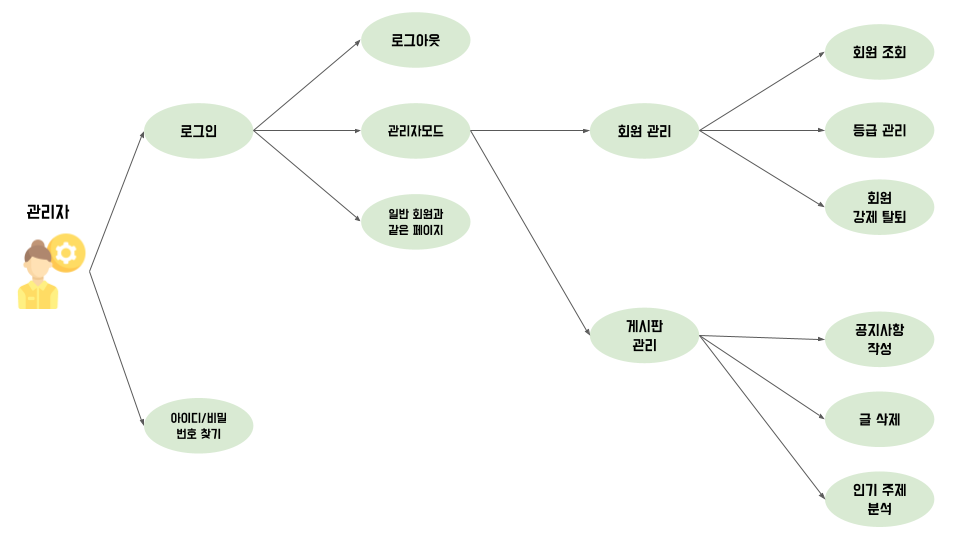 관리자
로그인
아이디/비밀
번호 찾기
로그아웃
관리자모드
일반 회원과
같은 페이지
회원 관리
게시판
관리
회원 조회
등급 관리
회원
강제 탈퇴
공지사항
작성
글 삭제
인기 주제
분석